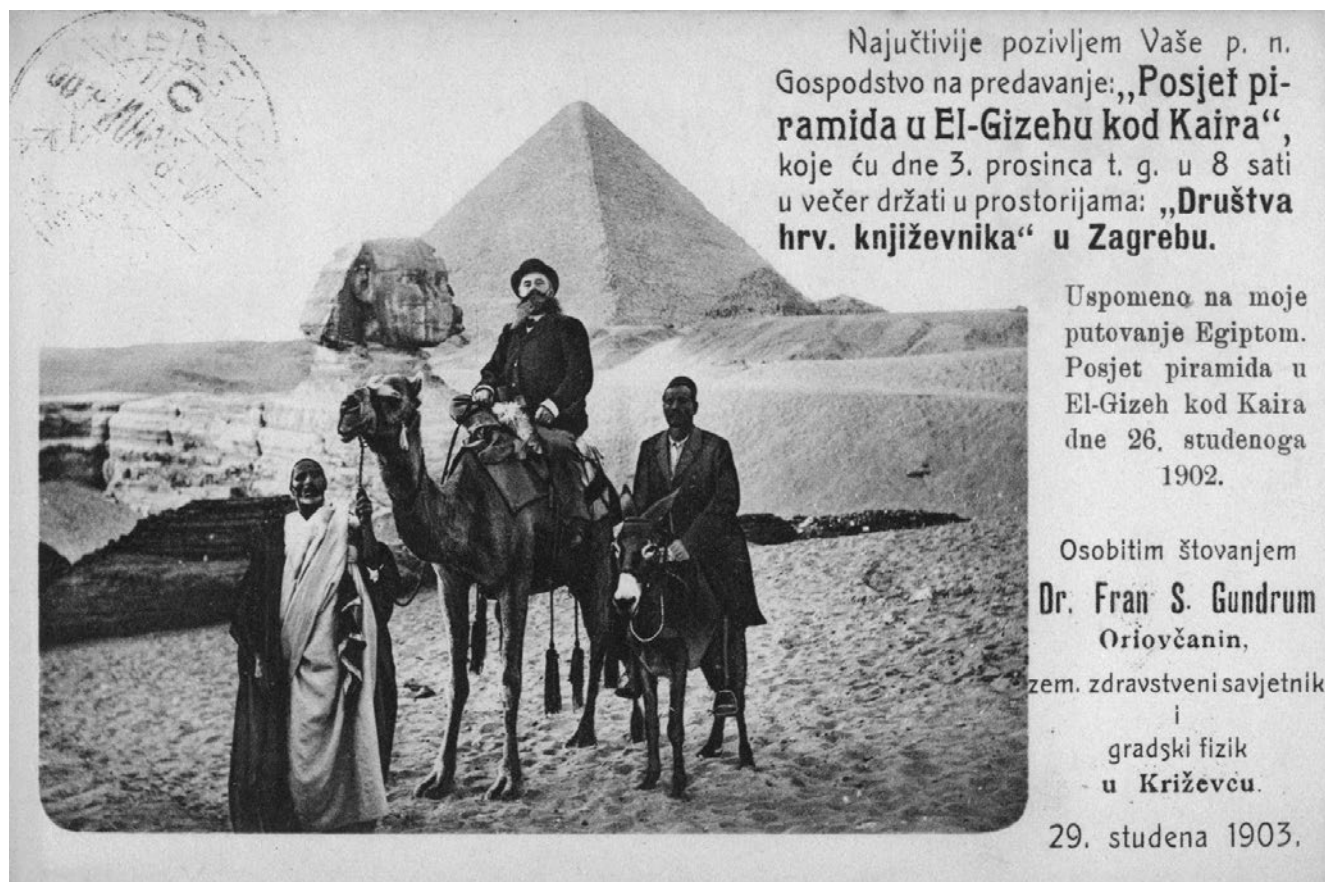 Najučtivije pozivljem Vaše p. n.
Gospodstvo na predavanje: „Posjet pi-
ramida u El-Gizehu kod Kaira“,
koje ću dne 3. prosinca t. g. u 8 sati
u večer držati u prostorijama: „Društva
hrv. književnika“ u Zagrebu.
Uspomena na moje
putovanje Egiptom.
Posjet piramida u
El-Gizeh kod Kaira
dne 26. studenoga
1902.
Osobitim štovanjem
Dr. Fran S. Gundrum
Oriovčanin,
zem. zdravstveni savjetnik
i
gradski fizik
u Križevcu.
29. studena 1903.